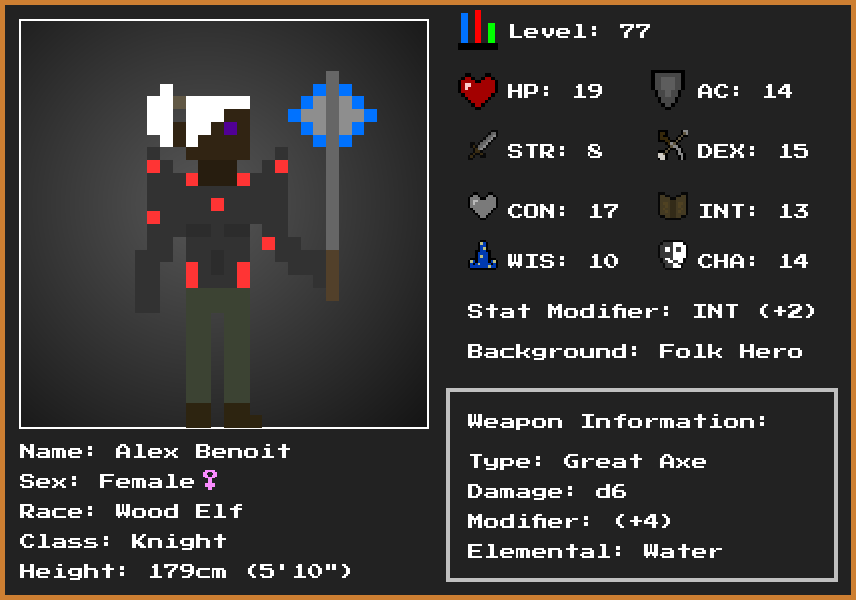 Level: 77
HP: 19
AC: 14
STR: 8
DEX: 15
CON: 17
INT: 13
WIS: 10
CHA: 14
Stat Modifier: INT (+2)
Background: Folk Hero
Weapon Information:
Type: Great Axe
Damage: d6
Modifier: (+4)
Elemental: Water
Name: Alex Benoit
Sex: Female♀
Race: Wood Elf
Class: Knight
Height: 179cm (5'10")